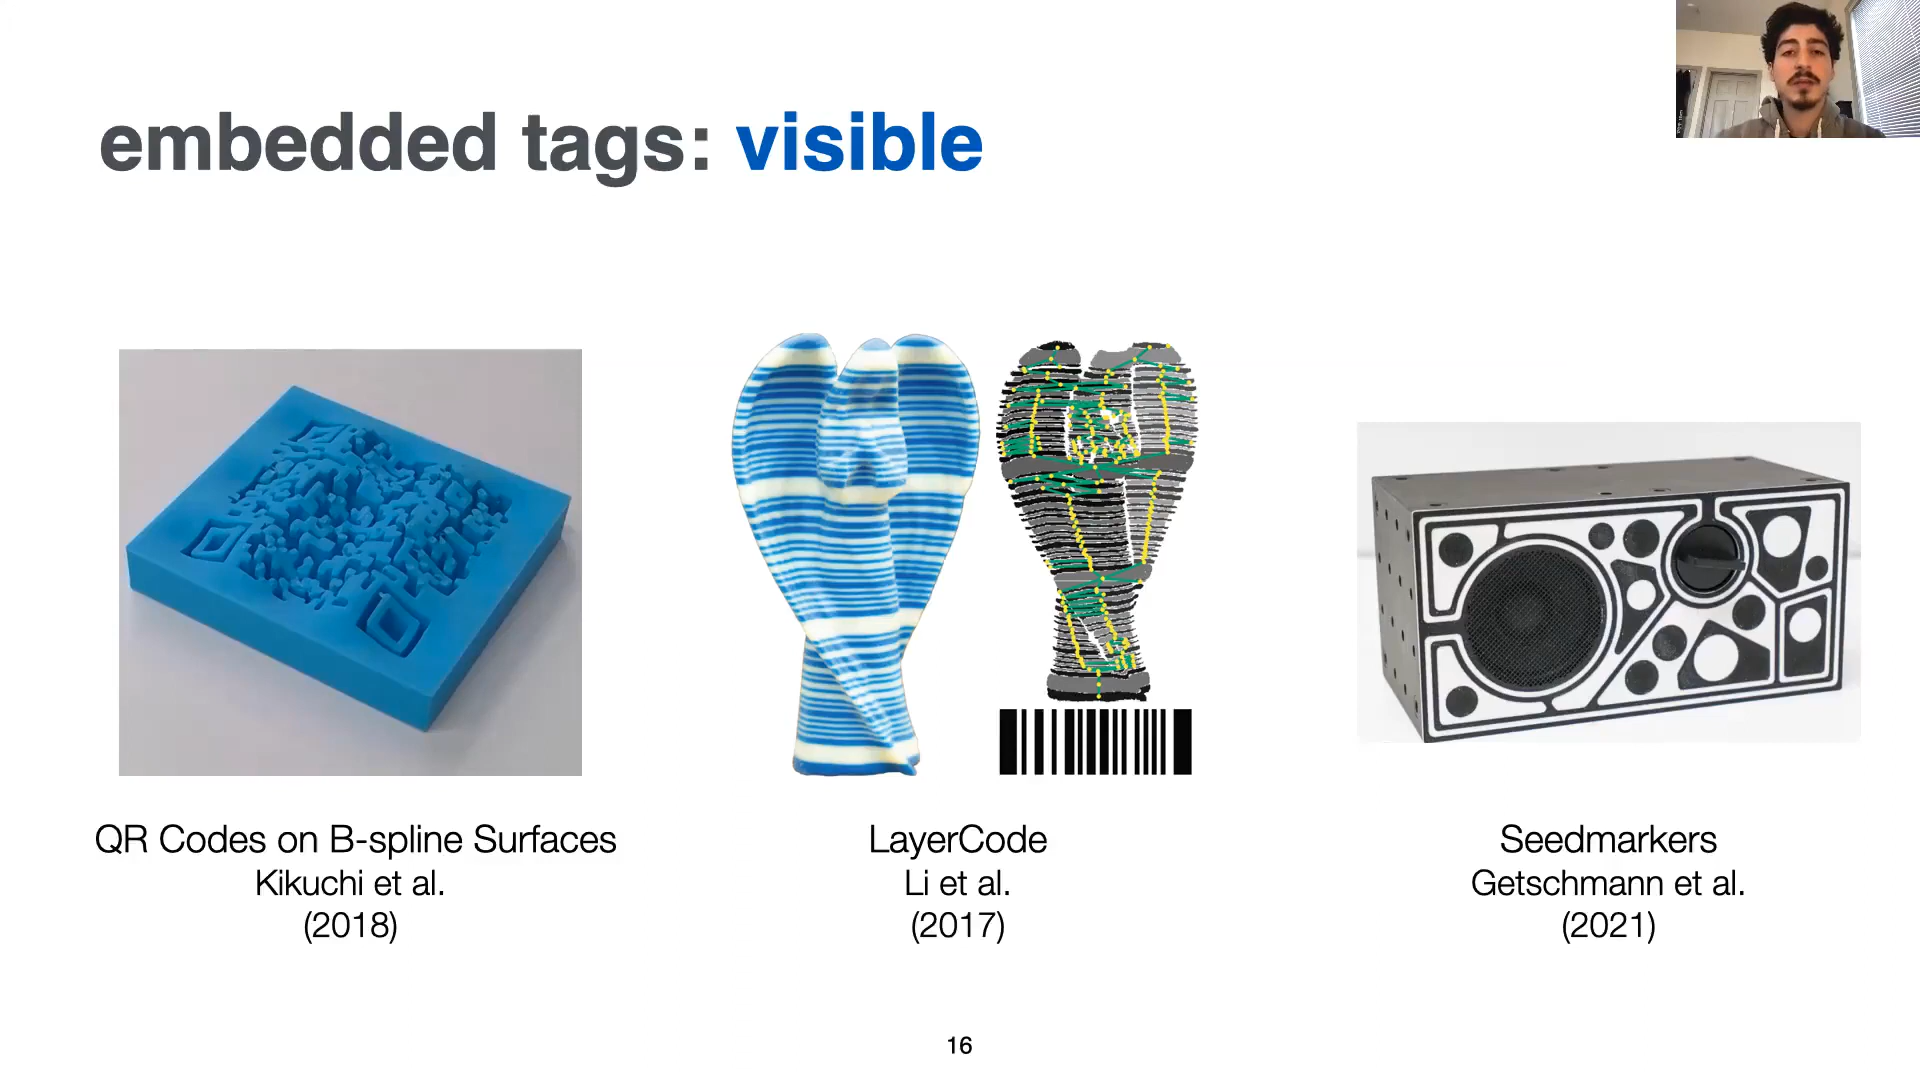 embedded tags: visible
QR Codes on B-spline Surfaces
Kikuchi et al.
(2018)
LayerCode
Li et al.
(2017)
Seedmarkers
Getschmann et al.
(2021)
16